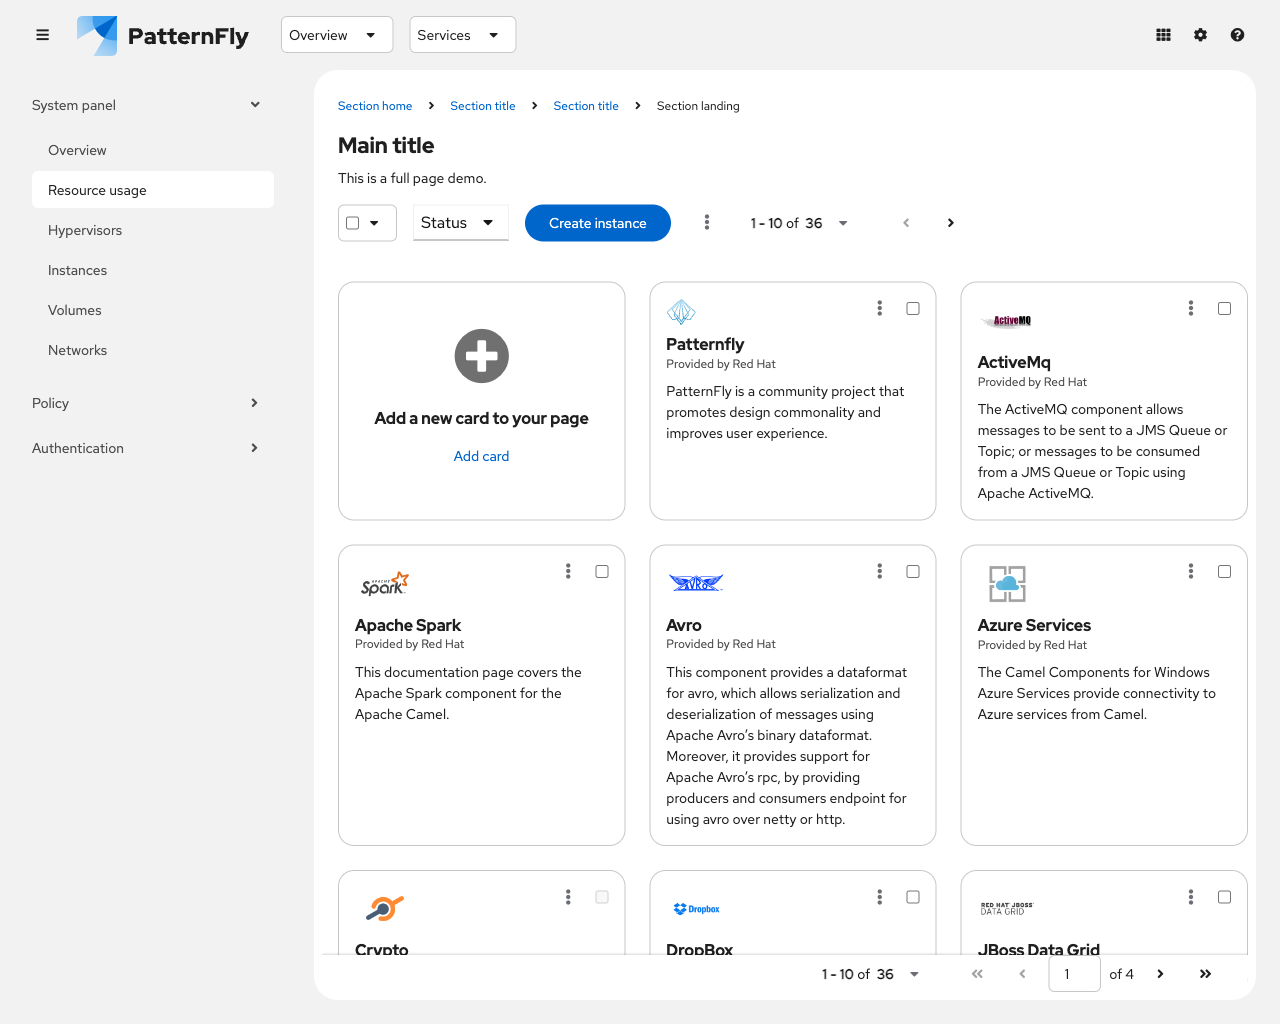 PatternFly
Overview
Services
System panel
Overview
Resource usage
Hypervisors
Instances
Volumes
Networks
Policy
Authentication
Section home
Section title
Section title
Section landing
Main title
This is a full page demo.
Status
Create instance
1 - 10 of 36
Add a new card to your page
Add card
Patternfly
Provided by Red Hat
PatternFly is a community project that
promotes design commonality and
improves user experience.
ActiveMQ
ActiveMq
Provided by Red Hat
The ActiveMQ component allows
messages to be sent to a JMS Queue or
Topic; or messages to be consumed
from a JMS Queue or Topic using
Apache ActiveMQ.
APACHE
Spark
Apache Spark
Provided by Red Hat
This documentation page covers the
Apache Spark component for the
Apache Camel.
AVRO
Avro
Provided by Red Hat
This component provides a dataformat
for avro, which allows serialization and
deserialization of messages using
Apache Avro’s binary dataformat.
Moreover, it provides support for
Apache Avro’s rpc, by providing
producers and consumers endpoint for
using avro over netty or http.
Azure Services
Provided by Red Hat
The Camel Components for Windows
Azure Services provide connectivity to
Azure services from Camel.
Crypto
Dropbox
DropBox
RED HAT JBOSS
DATA GRID
JBoss Data Grid
1 - 10 of 36
1
of 4